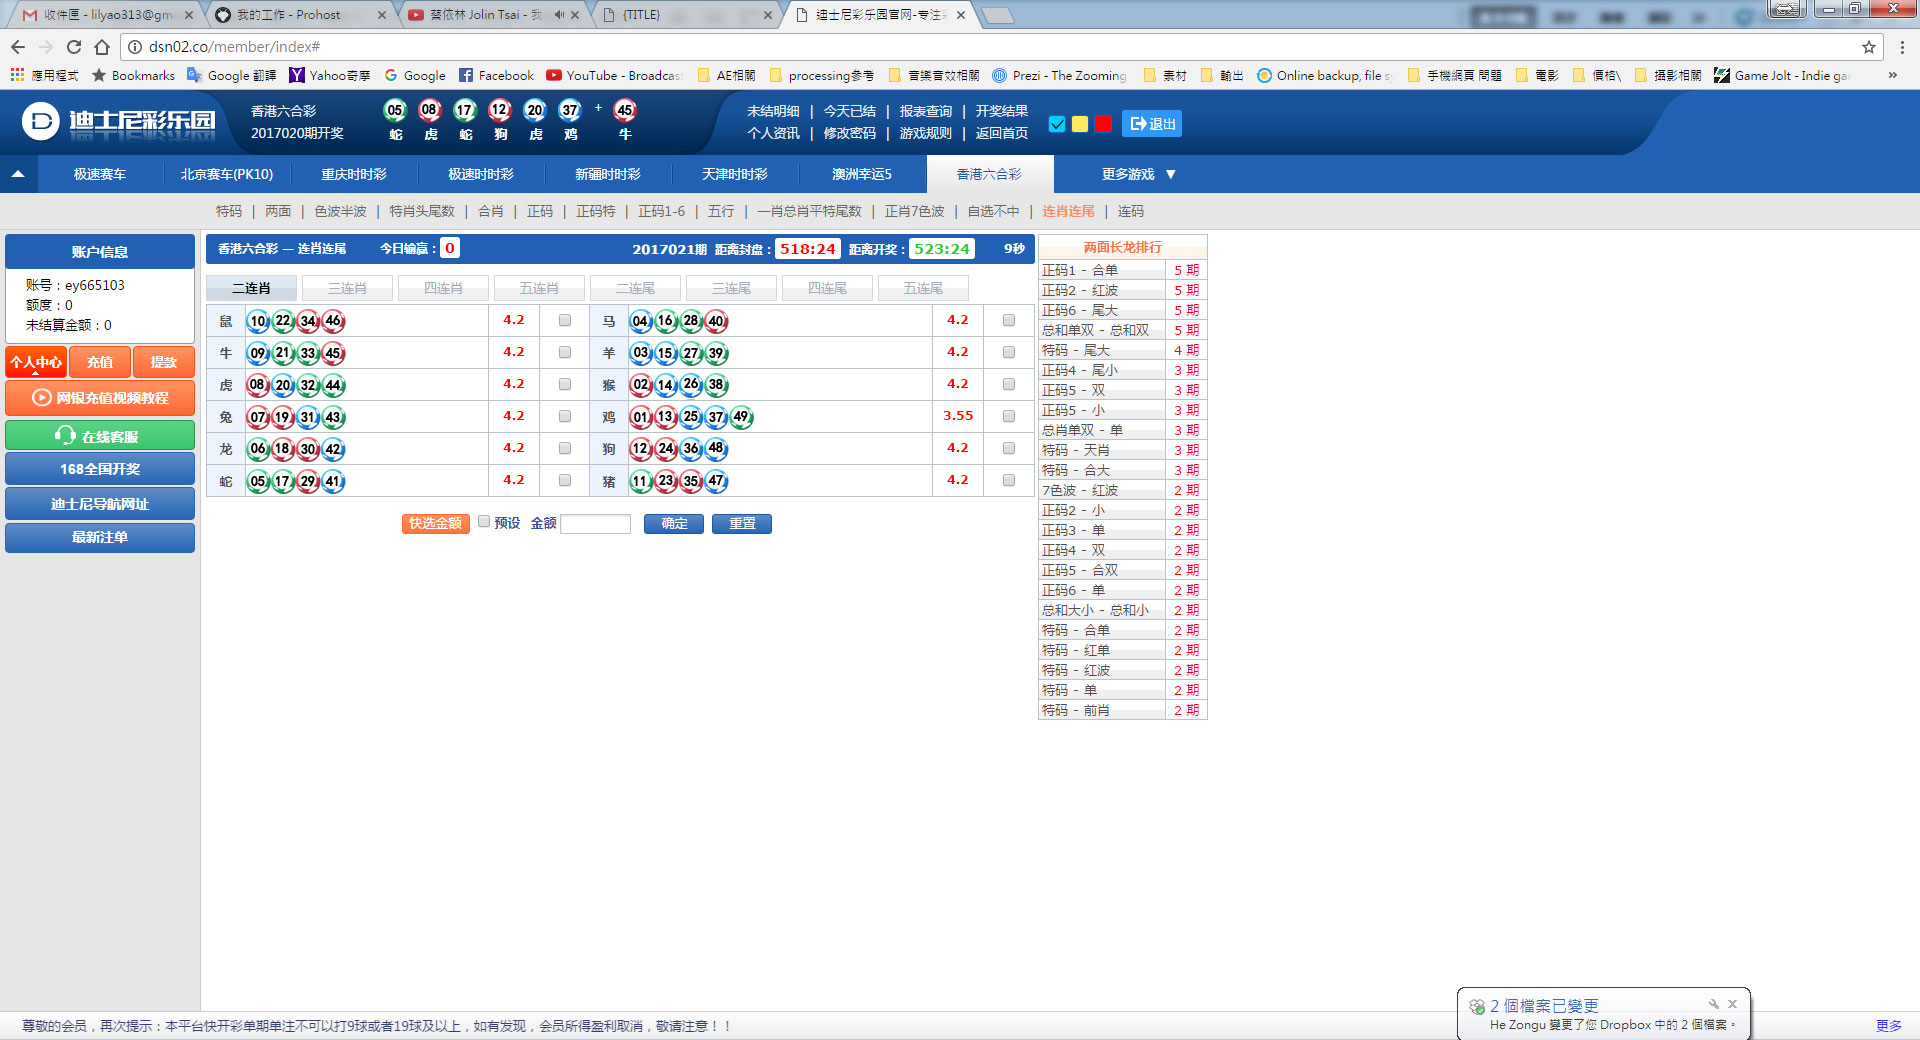 收件匣 - lilyao313@gm
我的工作 - Prohost
蔡依林 Jolin Tsai - 我
{TITLE}
迪士尼彩乐园官网-专注彩
dsn02.co/member/index#
應用程式 Bookmarks Google 翻譯 Yahoo奇摩 Google Facebook YouTube - Broadcas AE相關 processing參考 音樂音效相關 Prezi - The Zooming 素材 輸出 Online backup, file s 手機網頁 問題 電影 價格\ 攝影相關 Game Jolt - Indie ga »
D 迪士尼彩乐园
香港六合彩
2017020期开奖
05 08 17 12 20 37 + 45
蛇 虎 蛇 狗 虎 鸡 牛
未结明细 | 今天已结 | 报表查询 | 开奖结果
个人资讯 | 修改密码 | 游戏规则 | 返回首页
退出
极速赛车 北京赛车(PK10) 重庆时时彩 极速时时彩 新疆时时彩 天津时时彩 澳洲幸运5 香港六合彩 更多游戏 ▼
特码 | 两面 | 色波半波 | 特肖头尾数 | 合肖 | 正码 | 正码特 | 正码1-6 | 五行 | 一肖总肖平特尾数 | 正肖7色波 | 自选不中 | 连肖连尾 | 连码
账户信息
账号：ey665103
额度：0
未结算金额：0
个人中心 充值 提款
网银充值视频教程
在线客服
168全国开奖
迪士尼导航网址
最新注单
香港六合彩 — 连肖连尾 今日输赢：0 2017021期 距离封盘：518:24 距离开奖：523:24 9秒
二连肖 三连肖 四连肖 五连肖 二连尾 三连尾 四连尾 五连尾
鼠 10 22 34 46 4.2 马 04 16 28 40 4.2
牛 09 21 33 45 4.2 羊 03 15 27 39 4.2
虎 08 20 32 44 4.2 猴 02 14 26 38 4.2
兔 07 19 31 43 4.2 鸡 01 13 25 37 49 3.55
龙 06 18 30 42 4.2 狗 12 24 36 48 4.2
蛇 05 17 29 41 4.2 猪 11 23 35 47 4.2
快选金额 预设 金额 确定 重置
两面长龙排行
正码1 - 合单 5 期
正码2 - 红波 5 期
正码6 - 尾大 5 期
总和单双 - 总和双 5 期
特码 - 尾大 4 期
正码4 - 尾小 3 期
正码5 - 双 3 期
正码5 - 小 3 期
总肖单双 - 单 3 期
特码 - 天肖 3 期
特码 - 合大 3 期
7色波 - 红波 2 期
正码2 - 小 2 期
正码3 - 单 2 期
正码4 - 双 2 期
正码5 - 合双 2 期
正码6 - 单 2 期
总和大小 - 总和小 2 期
特码 - 合单 2 期
特码 - 红单 2 期
特码 - 红波 2 期
特码 - 单 2 期
特码 - 前肖 2 期
2 個檔案已變更
He Zongu 變更了您 Dropbox 中的 2 個檔案。
尊敬的会员，再次提示：本平台快开彩单期单注不可以打9球或者19球及以上，如有发现，会员所得盈利取消，敬请注意！！
更多